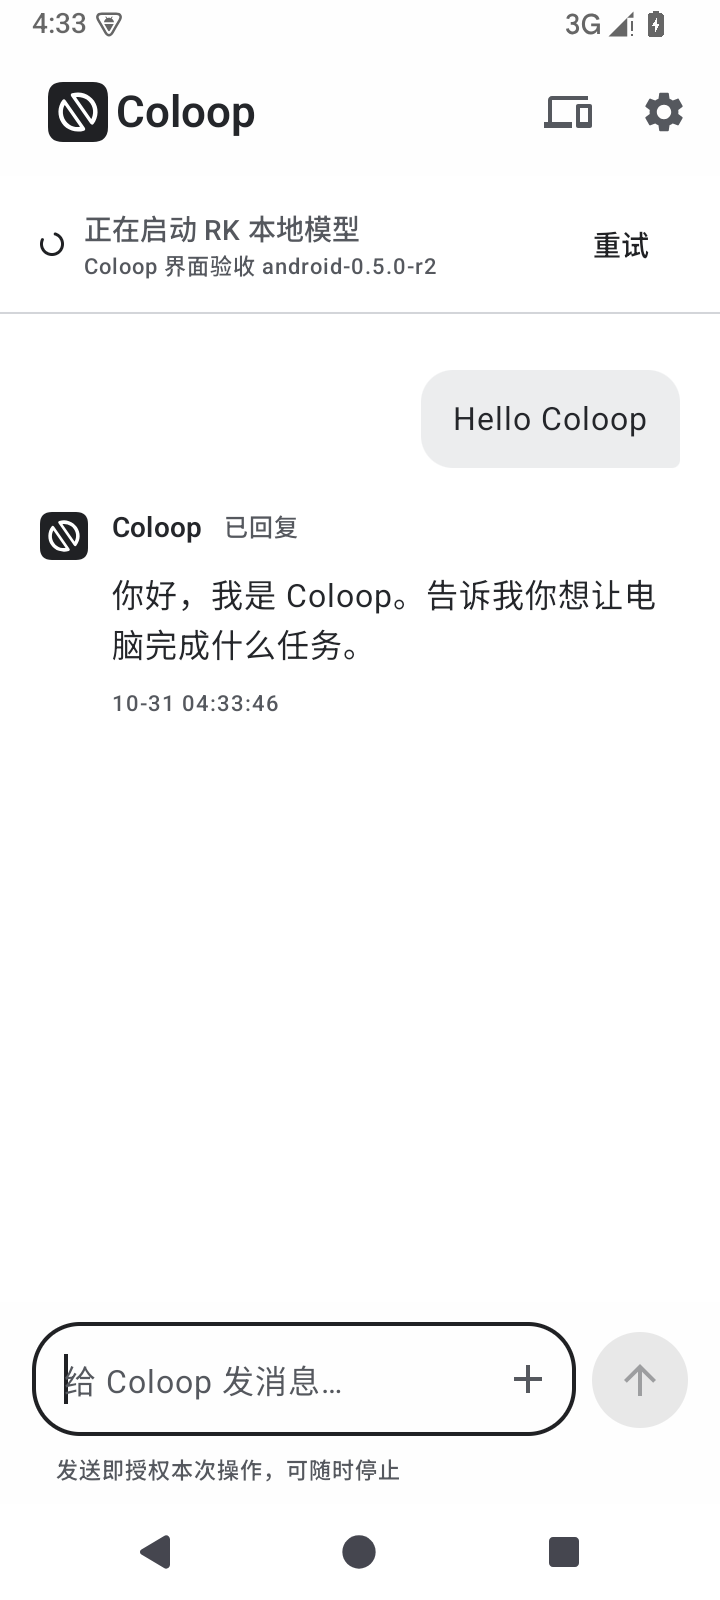 4:33
3G
Coloop
正在启动 RK 本地模型
Coloop 界面验收 android-0.5.0-r2
重试
Hello Coloop
Coloop 已回复
你好，我是 Coloop。告诉我你想让电
脑完成什么任务。
10-31 04:33:46
给 Coloop 发消息…
发送即授权本次操作，可随时停止